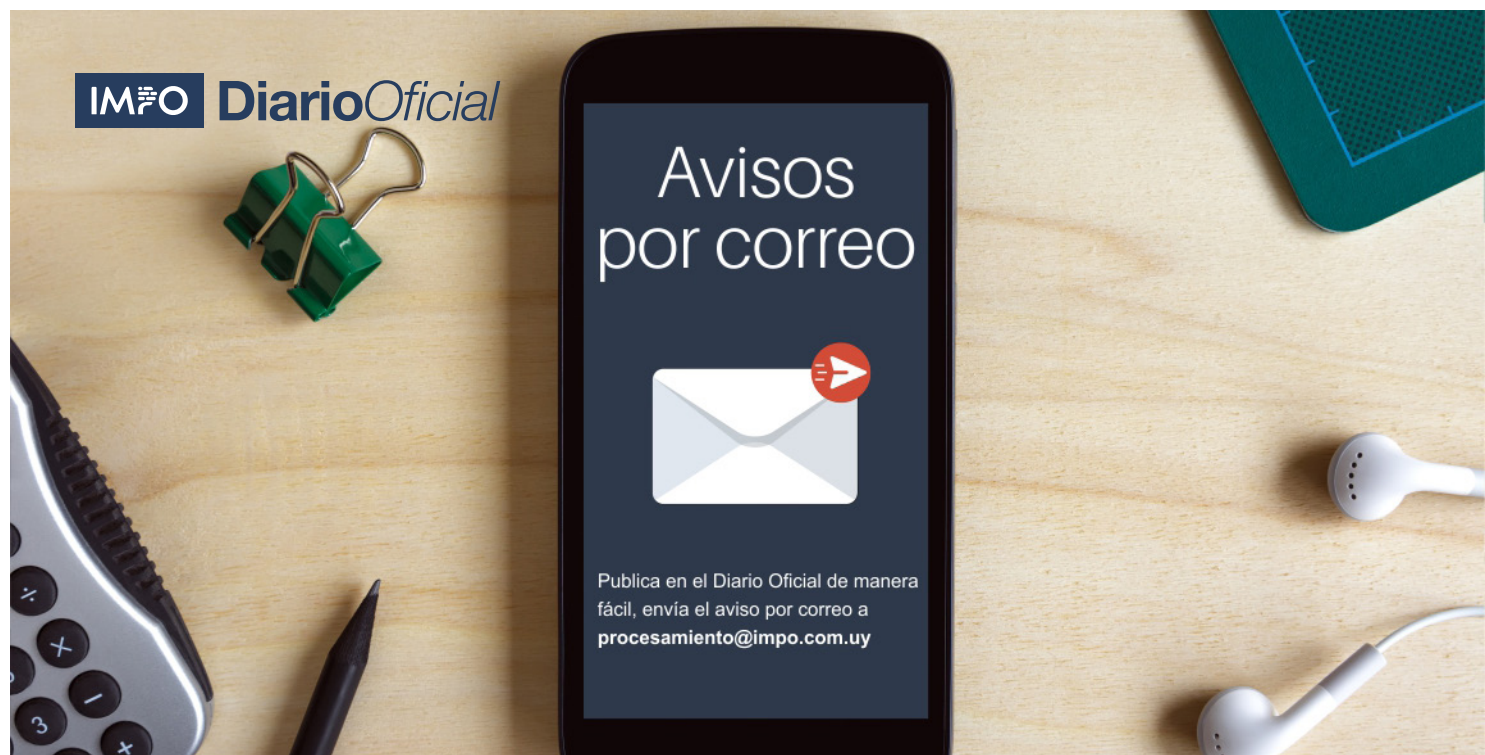 IMPO DiarioOficial
Avisos
por correo
Publica en el Diario Oficial de manera
fácil, envía el aviso por correo a
procesamiento@impo.com.uy
÷
X
3
+